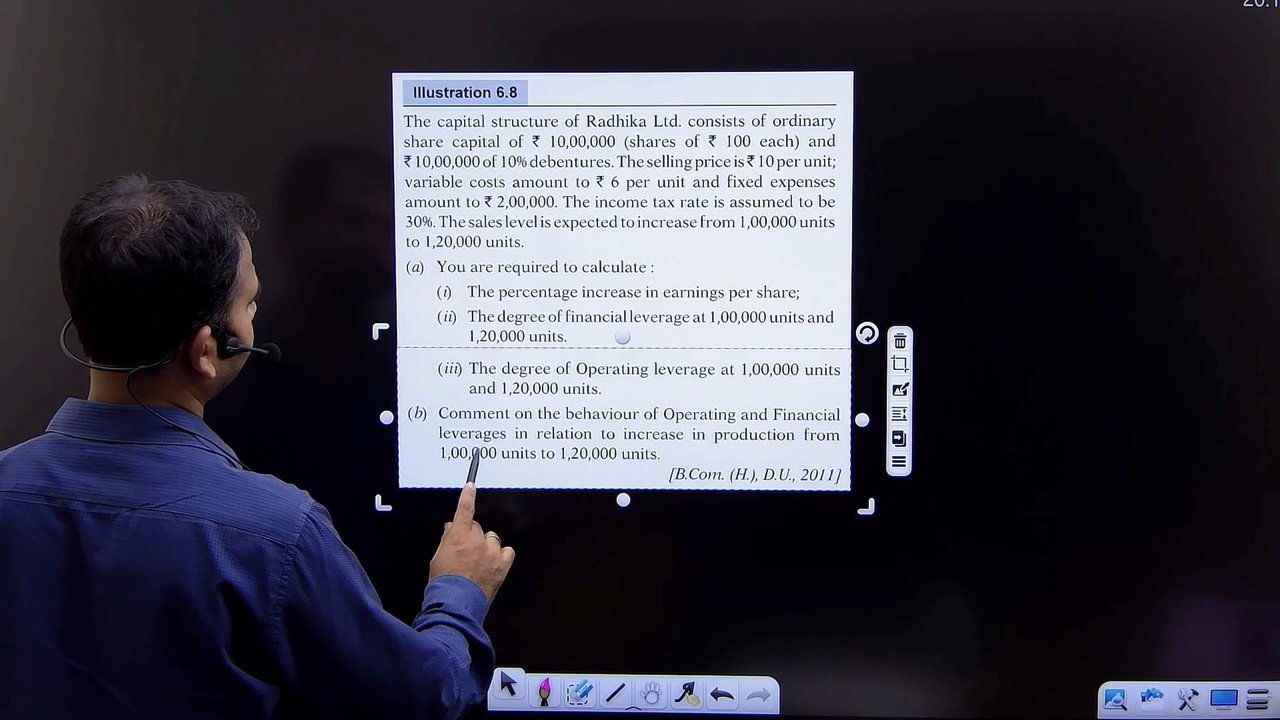 20:1
Illustration 6.8
The capital structure of Radhika Ltd. consists of ordinary
share capital of ₹ 10,00,000 (shares of ₹ 100 each) and
₹ 10,00,000 of 10% debentures. The selling price is ₹ 10 per unit;
variable costs amount to ₹ 6 per unit and fixed expenses
amount to ₹ 2,00,000. The income tax rate is assumed to be
30%. The sales level is expected to increase from 1,00,000 units
to 1,20,000 units.
(a) You are required to calculate :
(i) The percentage increase in earnings per share;
(ii) The degree of financial leverage at 1,00,000 units and
1,20,000 units.
(iii) The degree of Operating leverage at 1,00,000 units
and 1,20,000 units.
(b) Comment on the behaviour of Operating and Financial
leverages in relation to increase in production from
1,00,000 units to 1,20,000 units.
[B.Com. (H.), D.U., 2011]